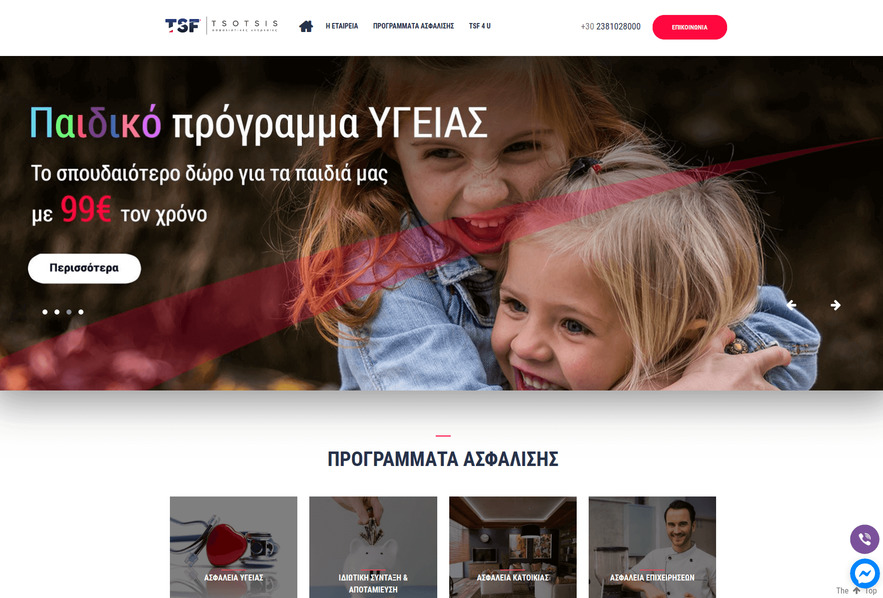 TSF TSOTSIS
Η ΕΤΑΙΡΕΙΑ
ΠΡΟΓΡΑΜΜΑΤΑ ΑΣΦΑΛΙΣΗΣ
TSF 4 U
+30 2381028000
ΕΠΙΚΟΙΝΩΝΙΑ
Παιδικό πρόγραμμα ΥΓΕΙΑΣ
Το σπουδαιότερο δώρο για τα παιδιά μας
με 99€ τον χρόνο
Περισσότερα
ΠΡΟΓΡΑΜΜΑΤΑ ΑΣΦΑΛΙΣΗΣ
ΑΣΦΑΛΕΙΑ ΥΓΕΙΑΣ
ΙΔΙΩΤΙΚΗ ΣΥΝΤΑΞΗ &
ΑΠΟΤΑΜΙΕΥΣΗ
ΑΣΦΑΛΕΙΑ ΚΑΤΟΙΚΙΑΣ
ΑΣΦΑΛΕΙΑ ΕΠΙΧΕΙΡΗΣΕΩΝ
The Top